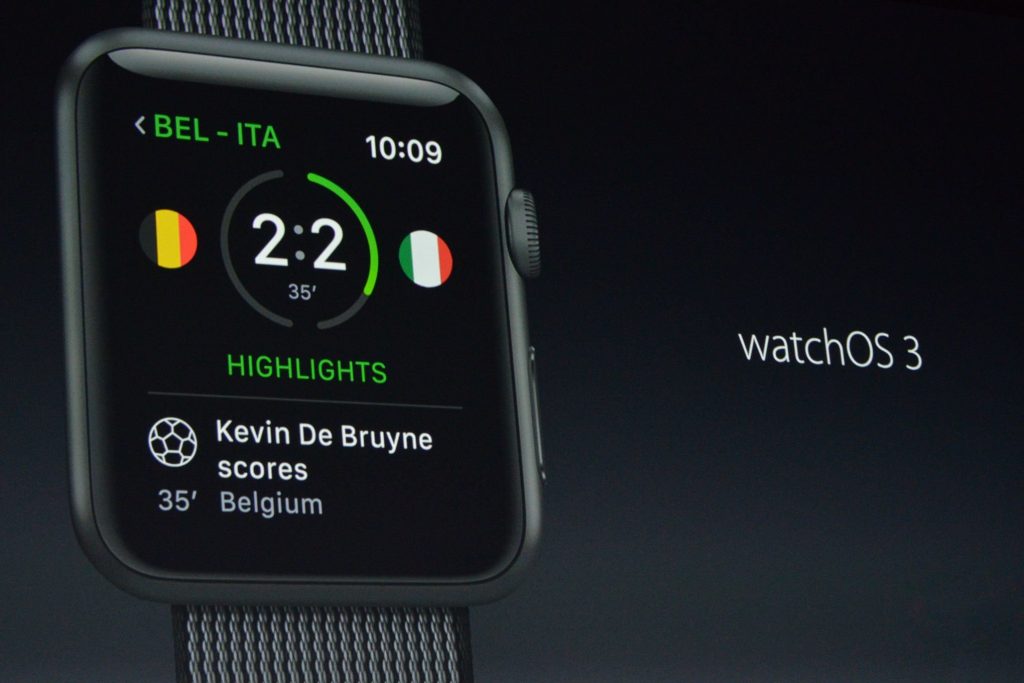 < BEL - ITA
10:09
2:2
35’
HIGHLIGHTS
Kevin De Bruyne
scores
35’ Belgium
watchOS 3